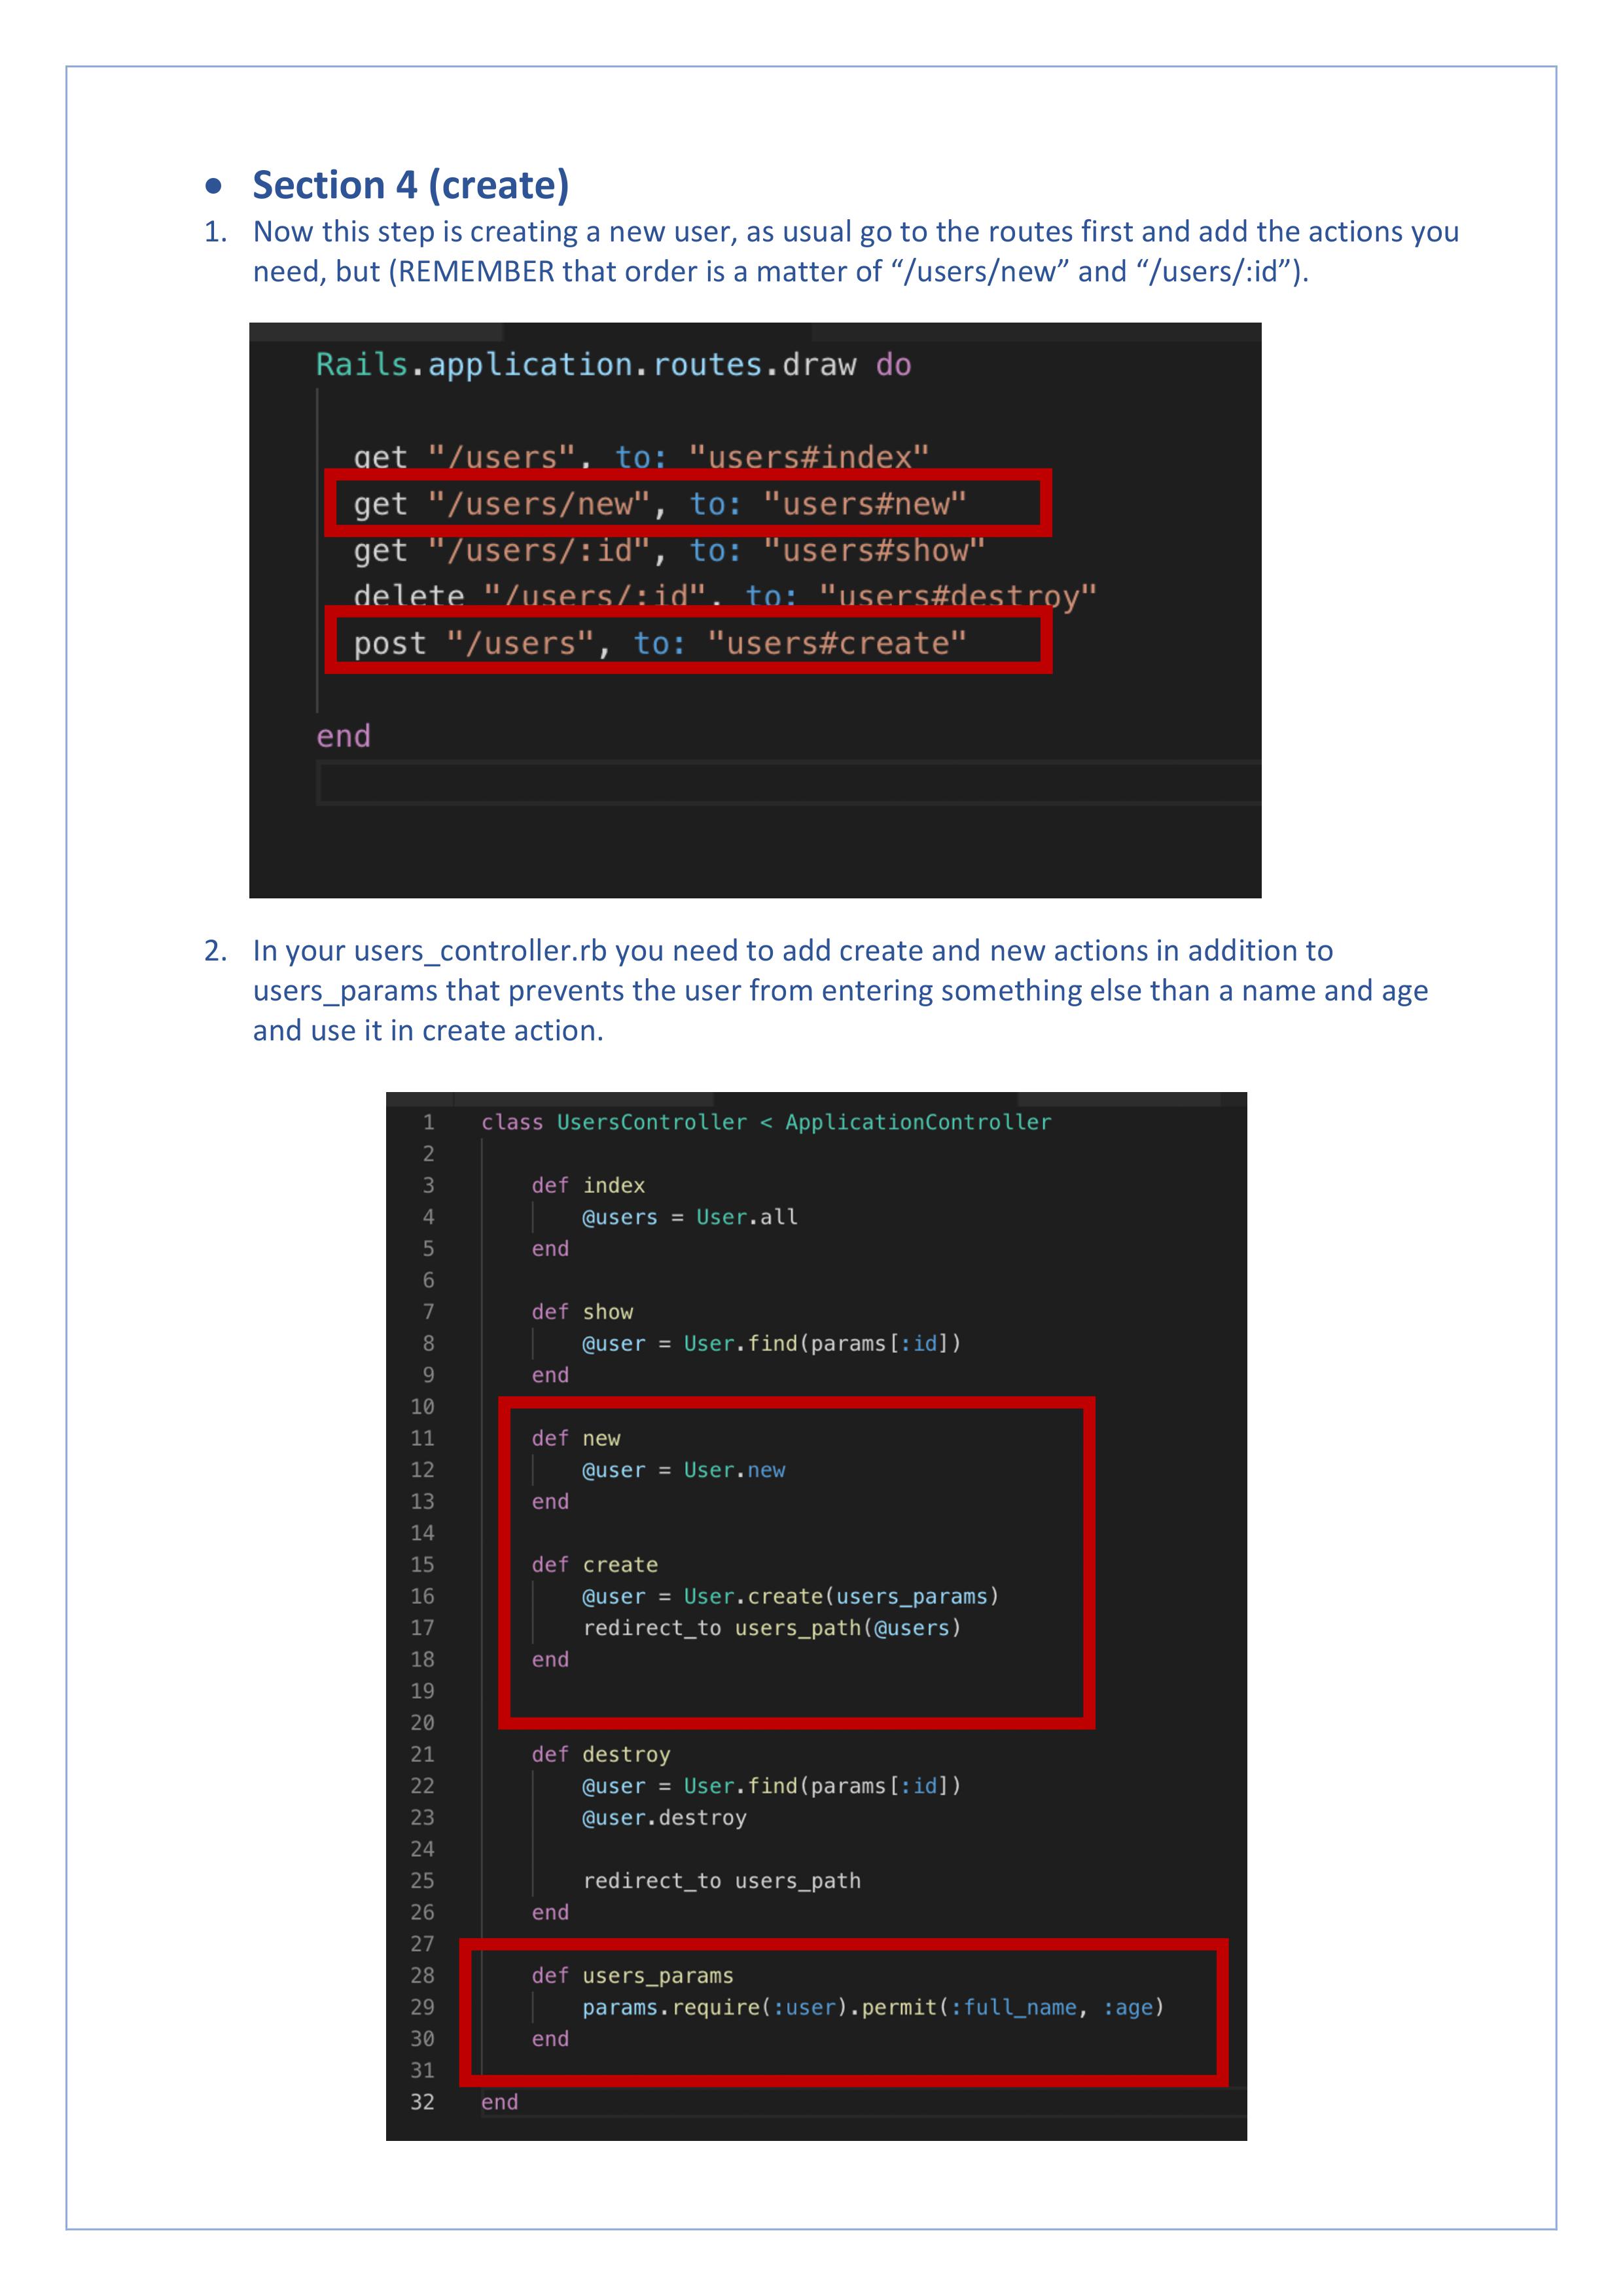 • Section 4 (create)
1. Now this step is creating a new user, as usual go to the routes first and add the actions you
need, but (REMEMBER that order is a matter of “/users/new” and “/users/:id”).
Rails.application.routes.draw do
get "/users", to: "users#index"
get "/users/new", to: "users#new"
get "/users/:id", to: "users#show"
delete "/users/:id", to: "users#destroy"
post "/users", to: "users#create"
end
2. In your users_controller.rb you need to add create and new actions in addition to
users_params that prevents the user from entering something else than a name and age
and use it in create action.
1 class UsersController < ApplicationController
2
3 def index
4 @users = User.all
5 end
6
7 def show
8 @user = User.find(params[:id])
9 end
10
11 def new
12 @user = User.new
13 end
14
15 def create
16 @user = User.create(users_params)
17 redirect_to users_path(@users)
18 end
19
20
21 def destroy
22 @user = User.find(params[:id])
23 @user.destroy
24
25 redirect_to users_path
26 end
27
28 def users_params
29 params.require(:user).permit(:full_name, :age)
30 end
31
32 end